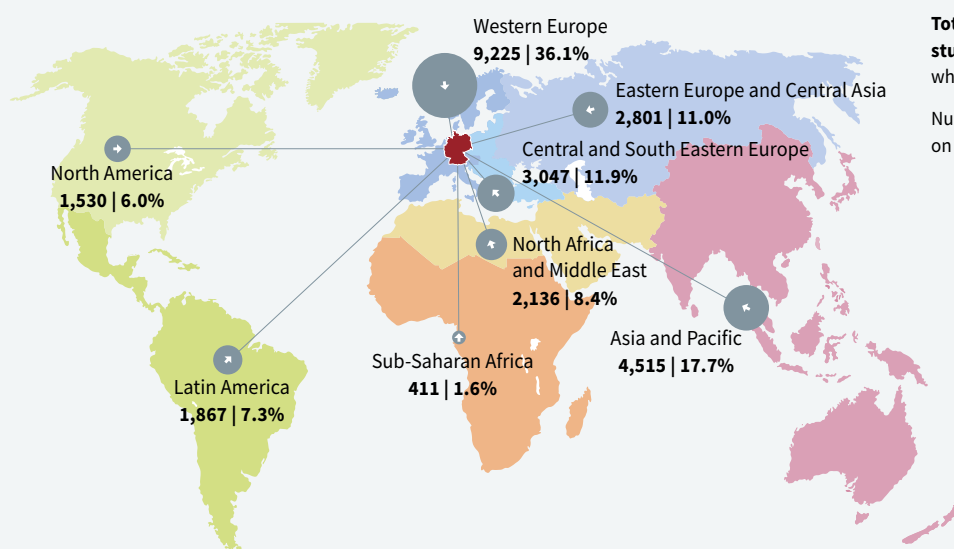 Western Europe
9,225 | 36.1%
Eastern Europe and Central Asia
2,801 | 11.0%
Central and South Eastern Europe
3,047 | 11.9%
North America
1,530 | 6.0%
North Africa
and Middle East
2,136 | 8.4%
Asia and Pacific
4,515 | 17.7%
Sub-Saharan Africa
411 | 1.6%
Latin America
1,867 | 7.3%
on